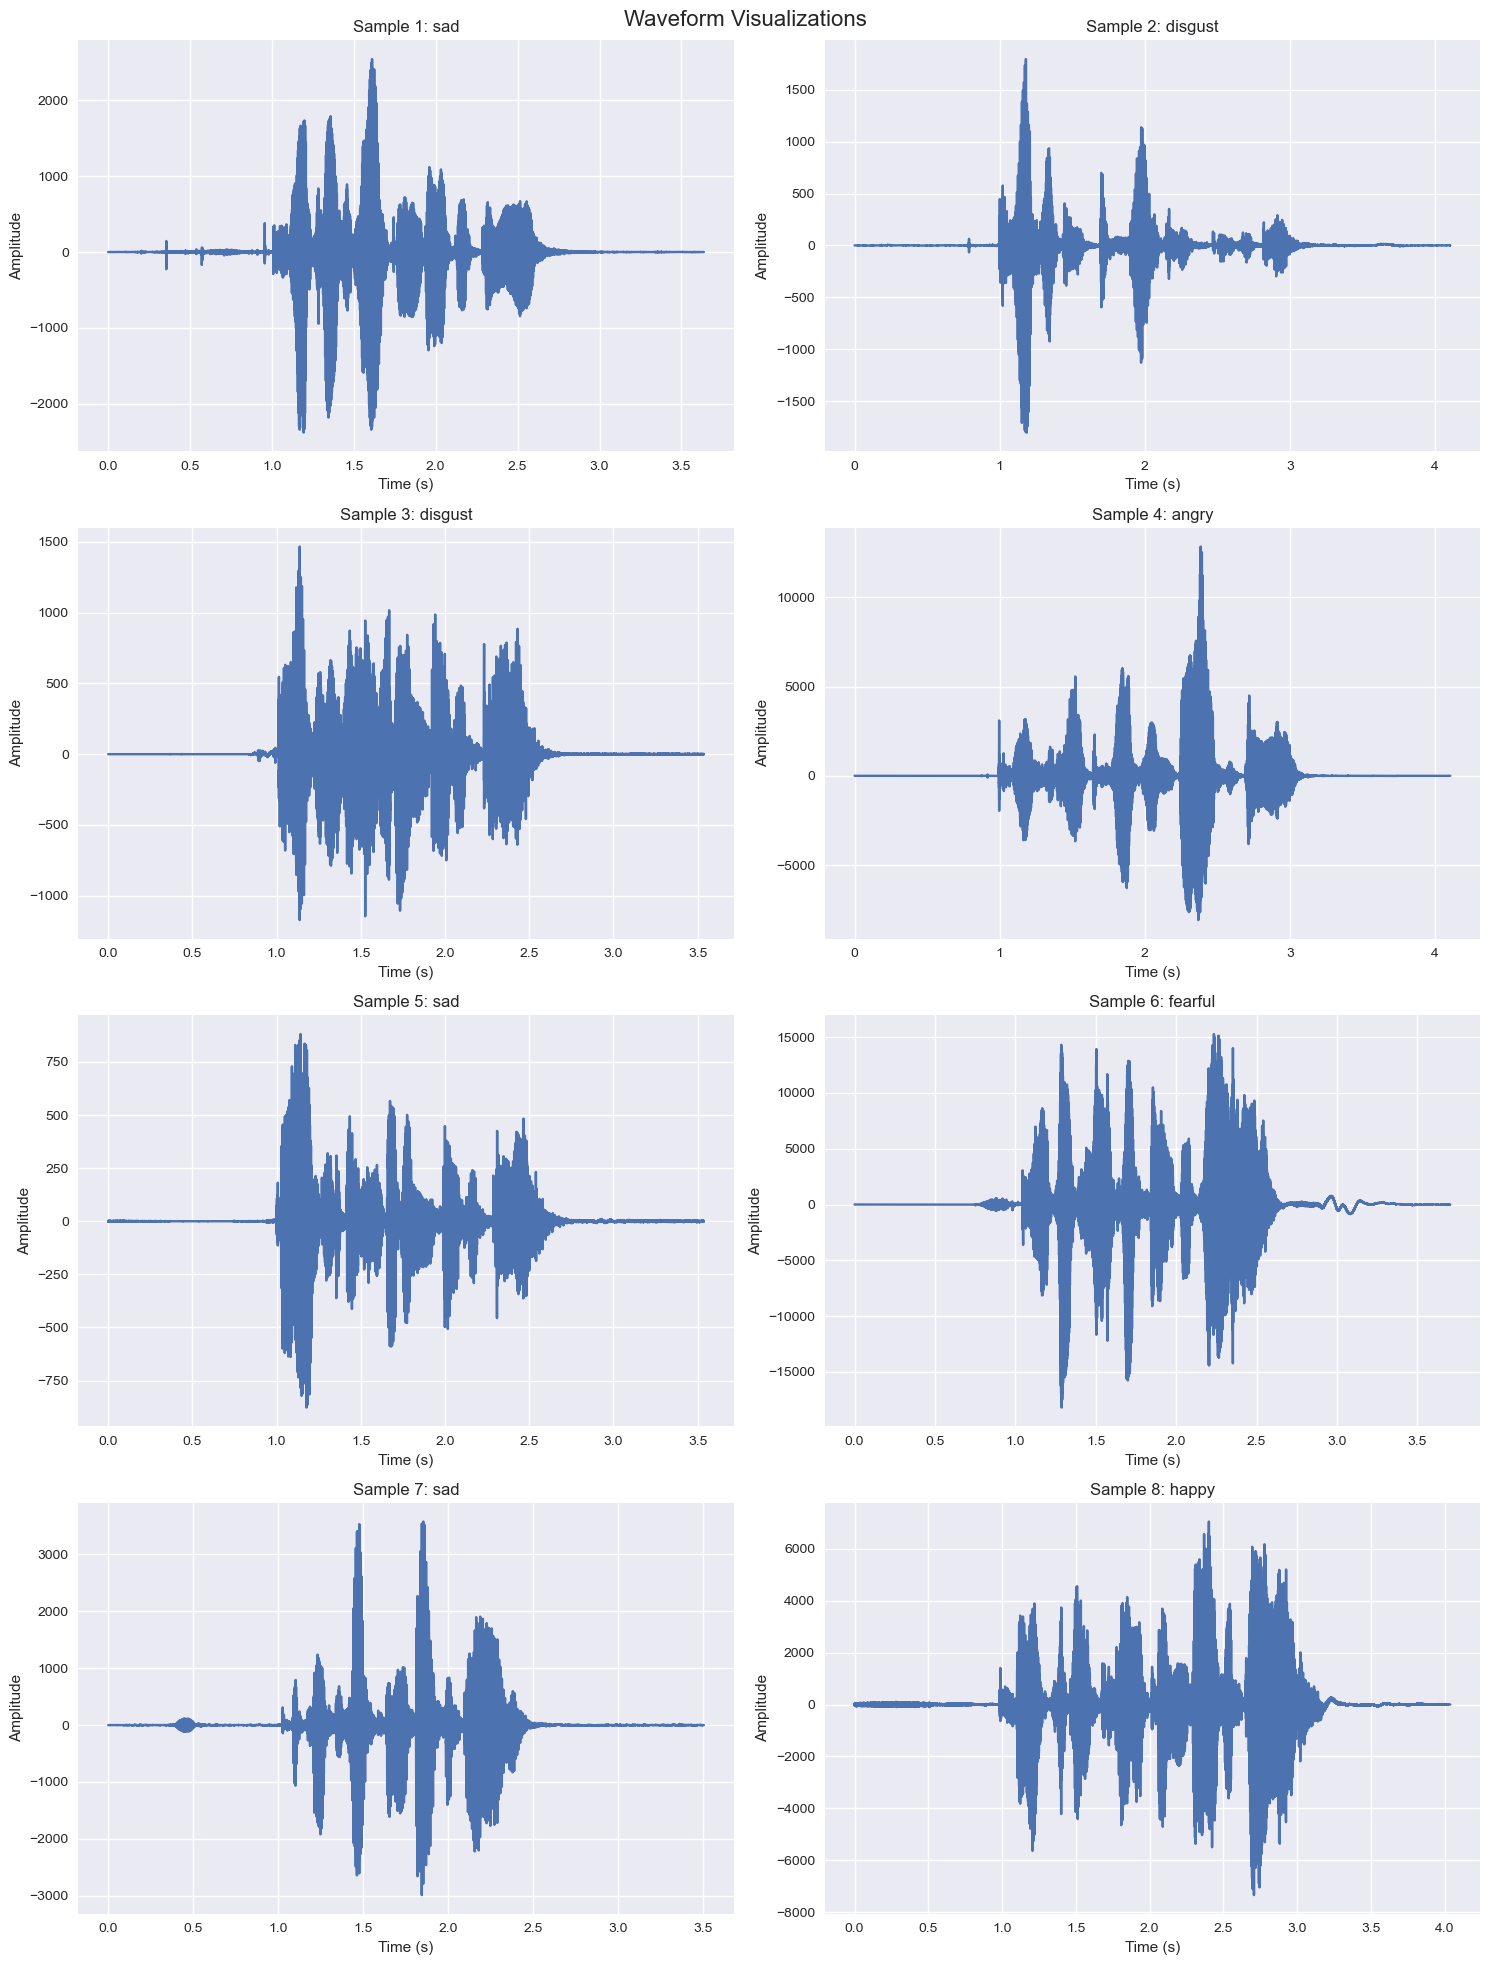 Waveform Visualizations
Sample 1: sad
Amplitude
2000
1000
0
−1000
−2000
0.0 0.5 1.0 1.5 2.0 2.5 3.0 3.5
Time (s)
Sample 2: disgust
Amplitude
1500
1000
500
0
−500
−1000
−1500
0 1 2 3 4
Time (s)
Sample 3: disgust
Amplitude
1500
1000
500
0
−500
−1000
0.0 0.5 1.0 1.5 2.0 2.5 3.0 3.5
Time (s)
Sample 4: angry
Amplitude
10000
5000
0
−5000
0 1 2 3 4
Time (s)
Sample 5: sad
Amplitude
750
500
250
0
−250
−500
−750
0.0 0.5 1.0 1.5 2.0 2.5 3.0 3.5
Time (s)
Sample 6: fearful
Amplitude
15000
10000
5000
0
−5000
−10000
−15000
0.0 0.5 1.0 1.5 2.0 2.5 3.0 3.5
Time (s)
Sample 7: sad
Amplitude
3000
2000
1000
0
−1000
−2000
−3000
0.0 0.5 1.0 1.5 2.0 2.5 3.0 3.5
Time (s)
Sample 8: happy
Amplitude
6000
4000
2000
0
−2000
−4000
−6000
−8000
0.0 0.5 1.0 1.5 2.0 2.5 3.0 3.5 4.0
Time (s)